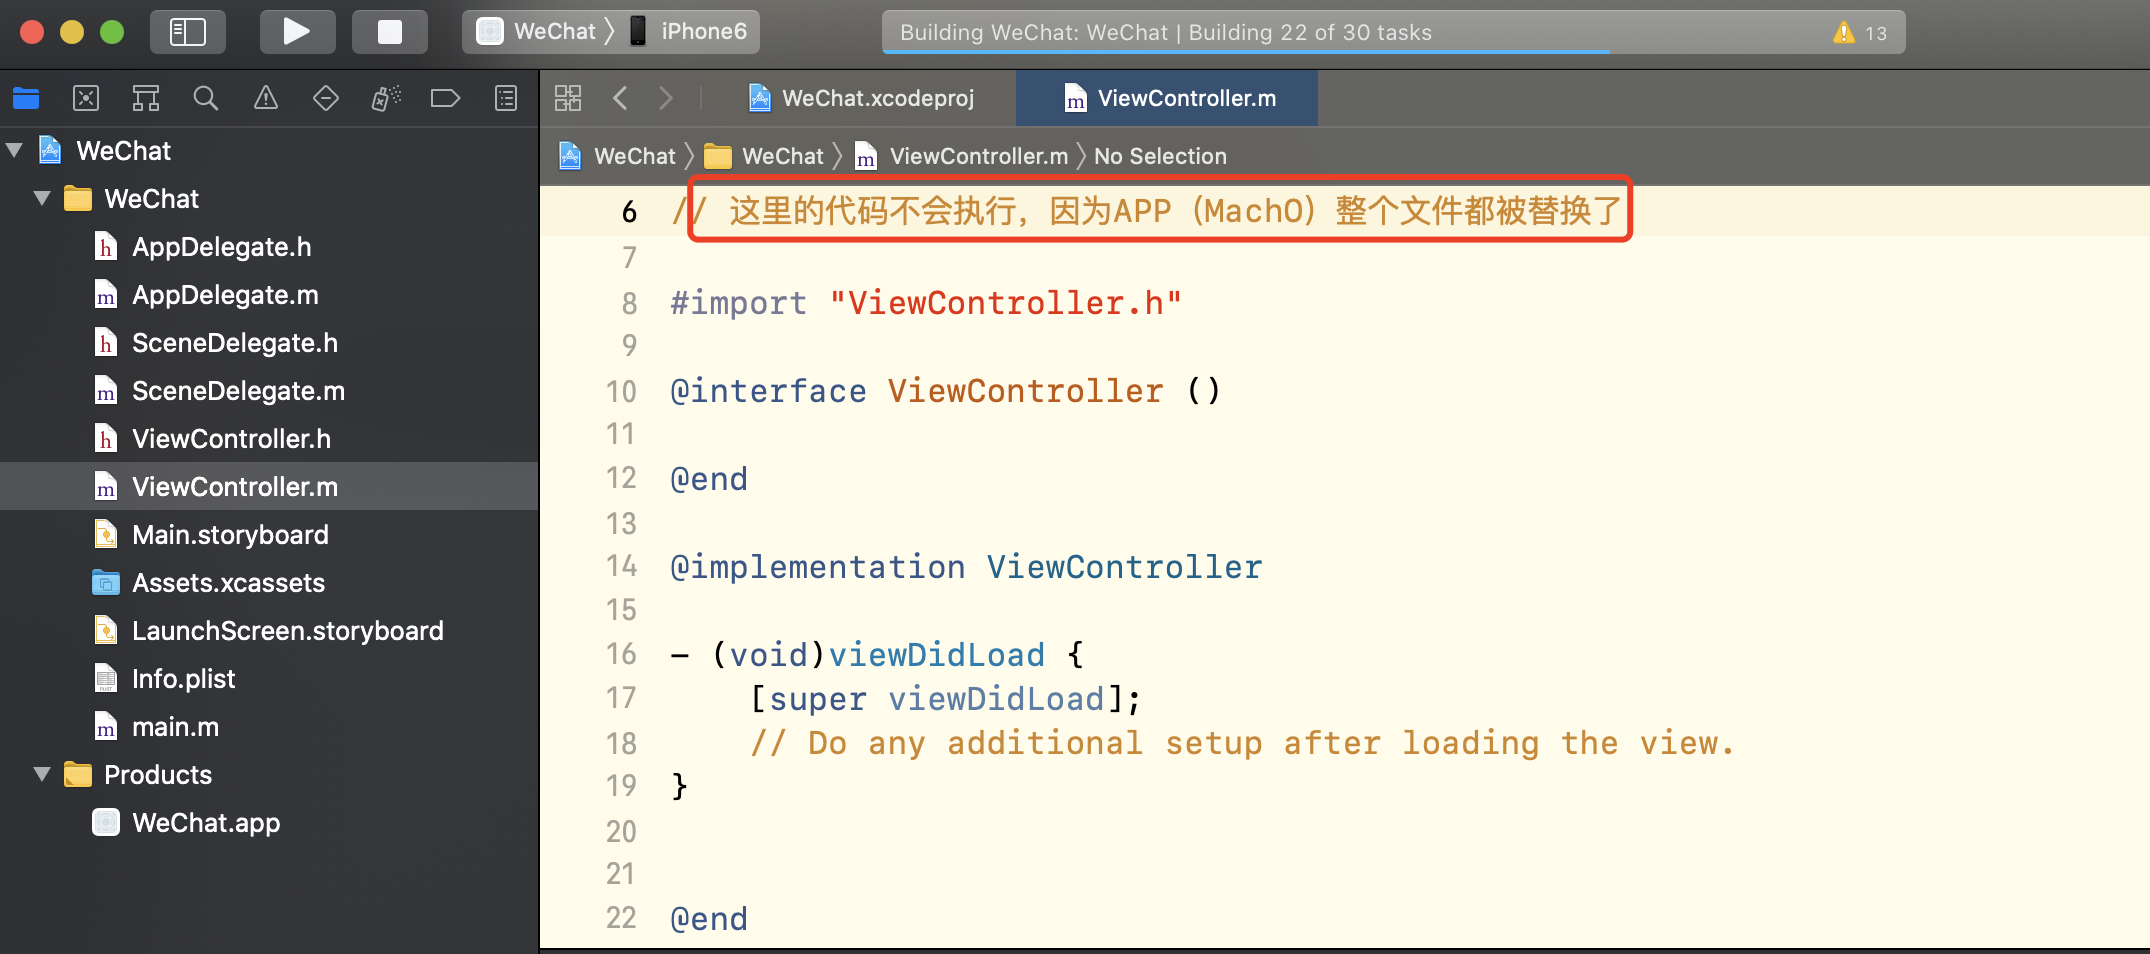 WeChat 〉 iPhone6
Building WeChat: WeChat | Building 22 of 30 tasks
13
WeChat.xcodeproj
ViewController.m
WeChat 〉 WeChat 〉 ViewController.m 〉 No Selection
WeChat
WeChat
AppDelegate.h
AppDelegate.m
SceneDelegate.h
SceneDelegate.m
ViewController.h
ViewController.m
Main.storyboard
Assets.xcassets
LaunchScreen.storyboard
Info.plist
main.m
Products
WeChat.app
6 // 这里的代码不会执行，因为APP（MachO）整个文件都被替换了
7
8 #import "ViewController.h"
9
10 @interface ViewController ()
11
12 @end
13
14 @implementation ViewController
15
16 - (void)viewDidLoad {
17 [super viewDidLoad];
18 // Do any additional setup after loading the view.
19 }
20
21
22 @end